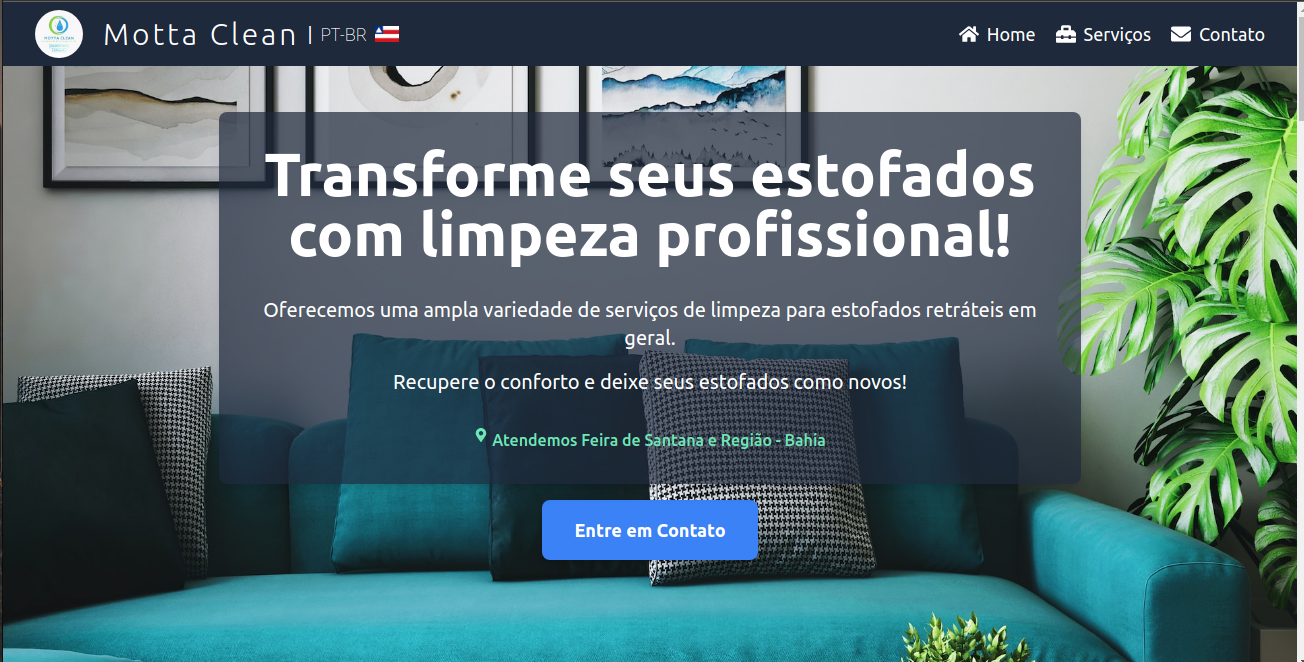 MOTTA CLEAN
Motta Clean | PT-BR
Home
Serviços
Contato
Transforme seus estofados
com limpeza profissional!
Oferecemos uma ampla variedade de serviços de limpeza para estofados retráteis em
geral.
Recupere o conforto e deixe seus estofados como novos!
Atendemos Feira de Santana e Região - Bahia
Entre em Contato